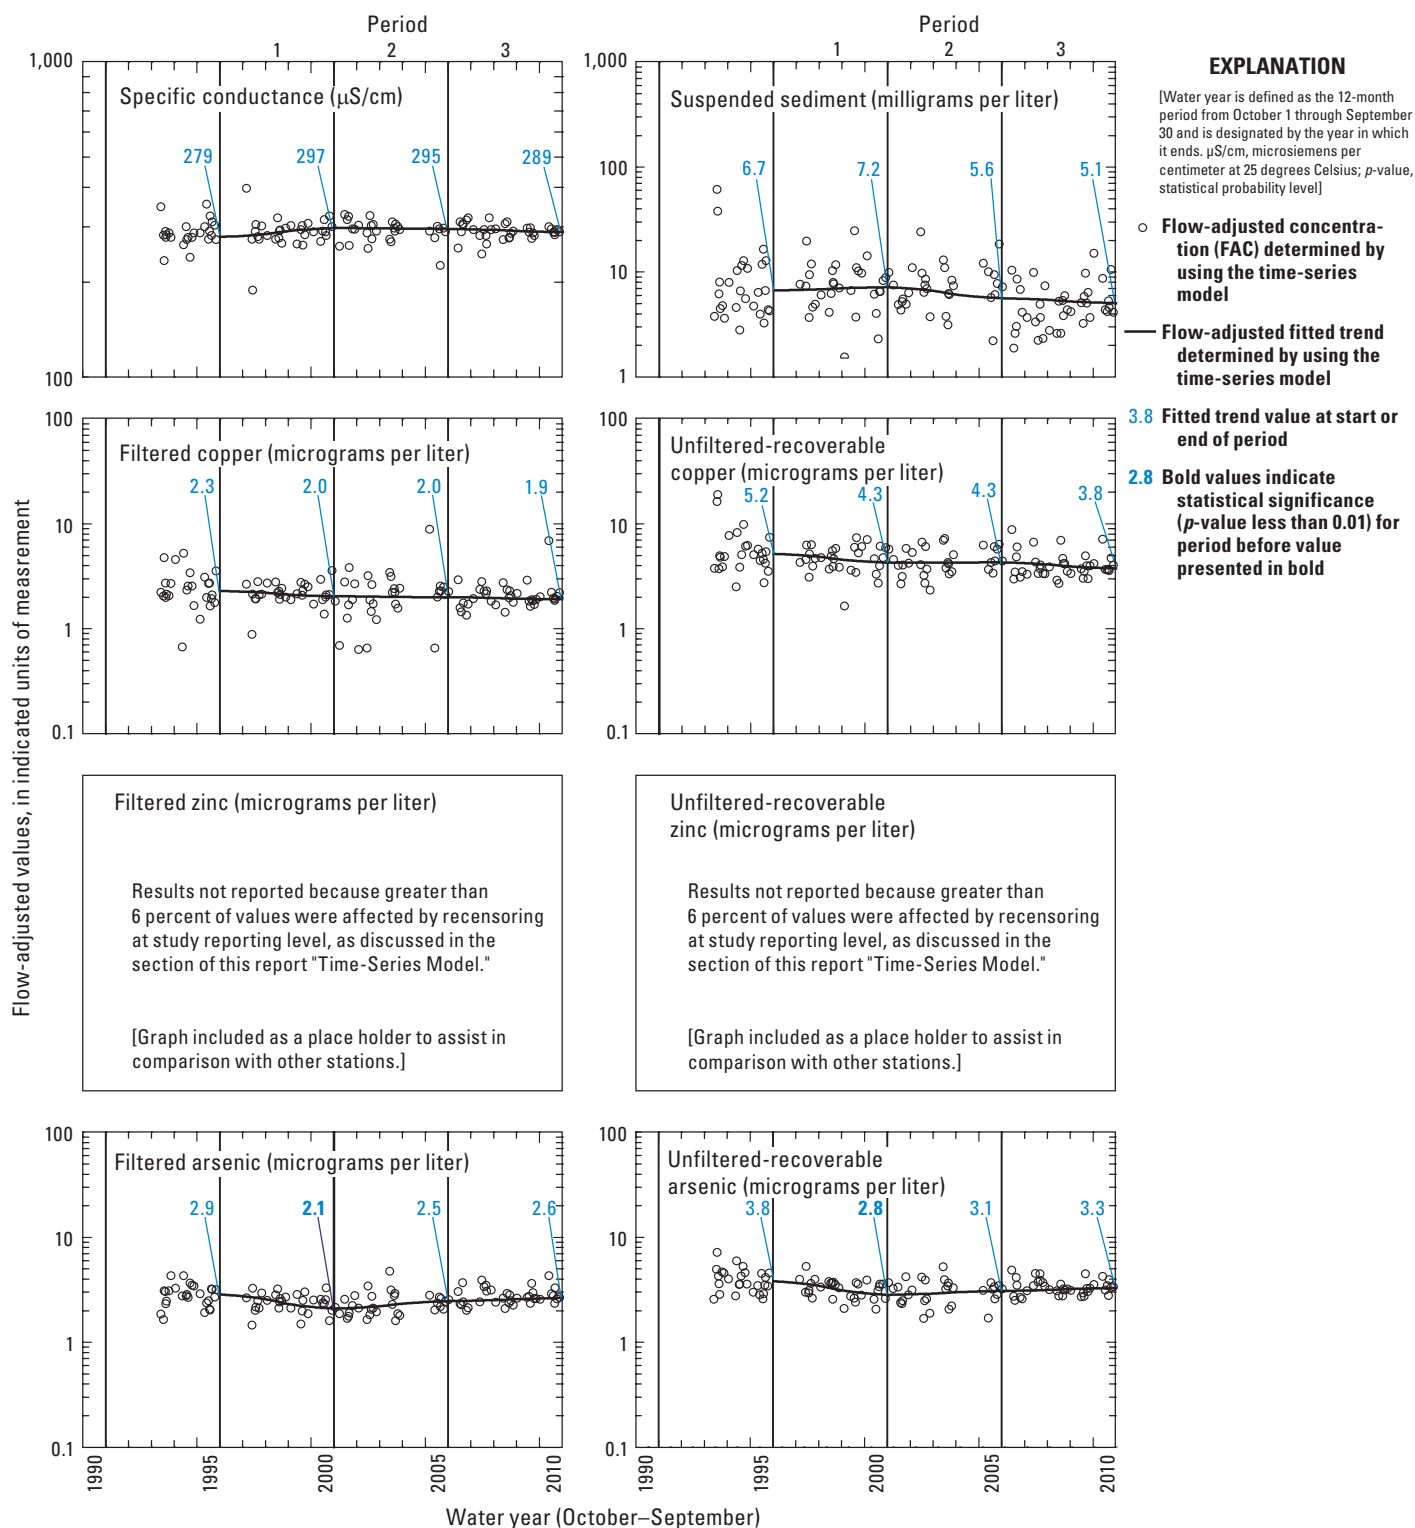 Period
1 2 3
1,000
100
Specific conductance (µS/cm)
279 297 295 289
Period
1 2 3
1,000
100
10
1
Suspended sediment (milligrams per liter)
6.7 7.2 5.6 5.1
EXPLANATION
[Water year is defined as the 12-month
period from October 1 through September
30 and is designated by the year in which
it ends. µS/cm, microsiemens per
centimeter at 25 degrees Celsius; p-value,
statistical probability level]
Flow-adjusted concentra-
tion (FAC) determined by
using the time-series
model
Flow-adjusted fitted trend
determined by using the
time-series model
3.8 Fitted trend value at start or
end of period
2.8 Bold values indicate
statistical significance
(p-value less than 0.01) for
period before value
presented in bold
Flow-adjusted values, in indicated units of measurement
100
10
1
0.1
Filtered copper (micrograms per liter)
2.3 2.0 2.0 1.9
100
10
1
0.1
Unfiltered-recoverable
copper (micrograms per liter)
5.2 4.3 4.3 3.8
Filtered zinc (micrograms per liter)
Results not reported because greater than
6 percent of values were affected by recensoring
at study reporting level, as discussed in the
section of this report "Time-Series Model."
[Graph included as a place holder to assist in
comparison with other stations.]
Unfiltered-recoverable
zinc (micrograms per liter)
Results not reported because greater than
6 percent of values were affected by recensoring
at study reporting level, as discussed in the
section of this report "Time-Series Model."
[Graph included as a place holder to assist in
comparison with other stations.]
100
10
1
0.1
Filtered arsenic (micrograms per liter)
2.9 2.1 2.5 2.6
1990 1995 2000 2005 2010
100
10
1
0.1
Unfiltered-recoverable
arsenic (micrograms per liter)
3.8 2.8 3.1 3.3
1990 1995 2000 2005 2010
Water year (October–September)